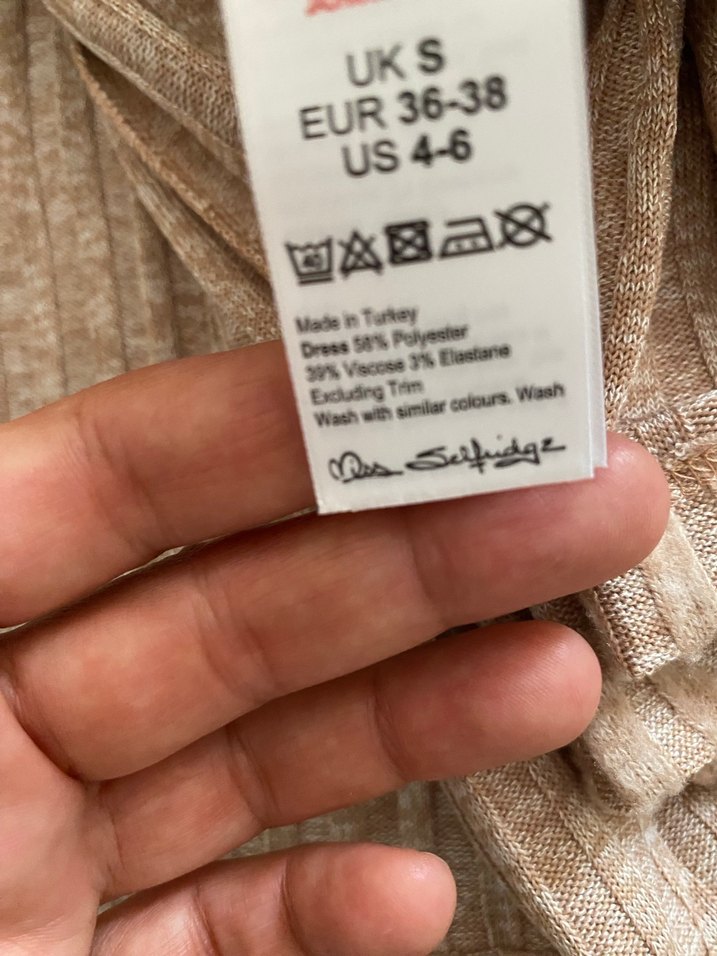 UK S
EUR 36-38
US 4-6
40
Made in Turkey
Dress 58% Polyester
39% Viscose 3% Elastane
Excluding Trim
Wash with similar colours. Wash
Miss Selfridge